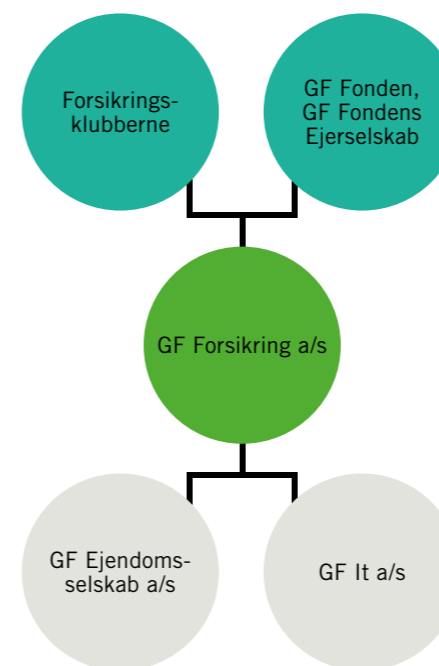 Forsikrings-
klubberne
GF Fonden,
GF Fondens
Ejerselskab
GF Forsikring a/s
GF Ejendoms-
selskab a/s
GF It a/s